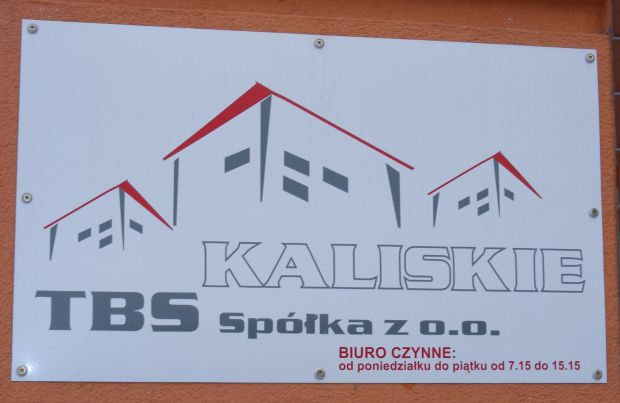 KALISKIE
TBS Spółka z o.o.
BIURO CZYNNE:
od poniedziałku do piątku od 7.15 do 15.15